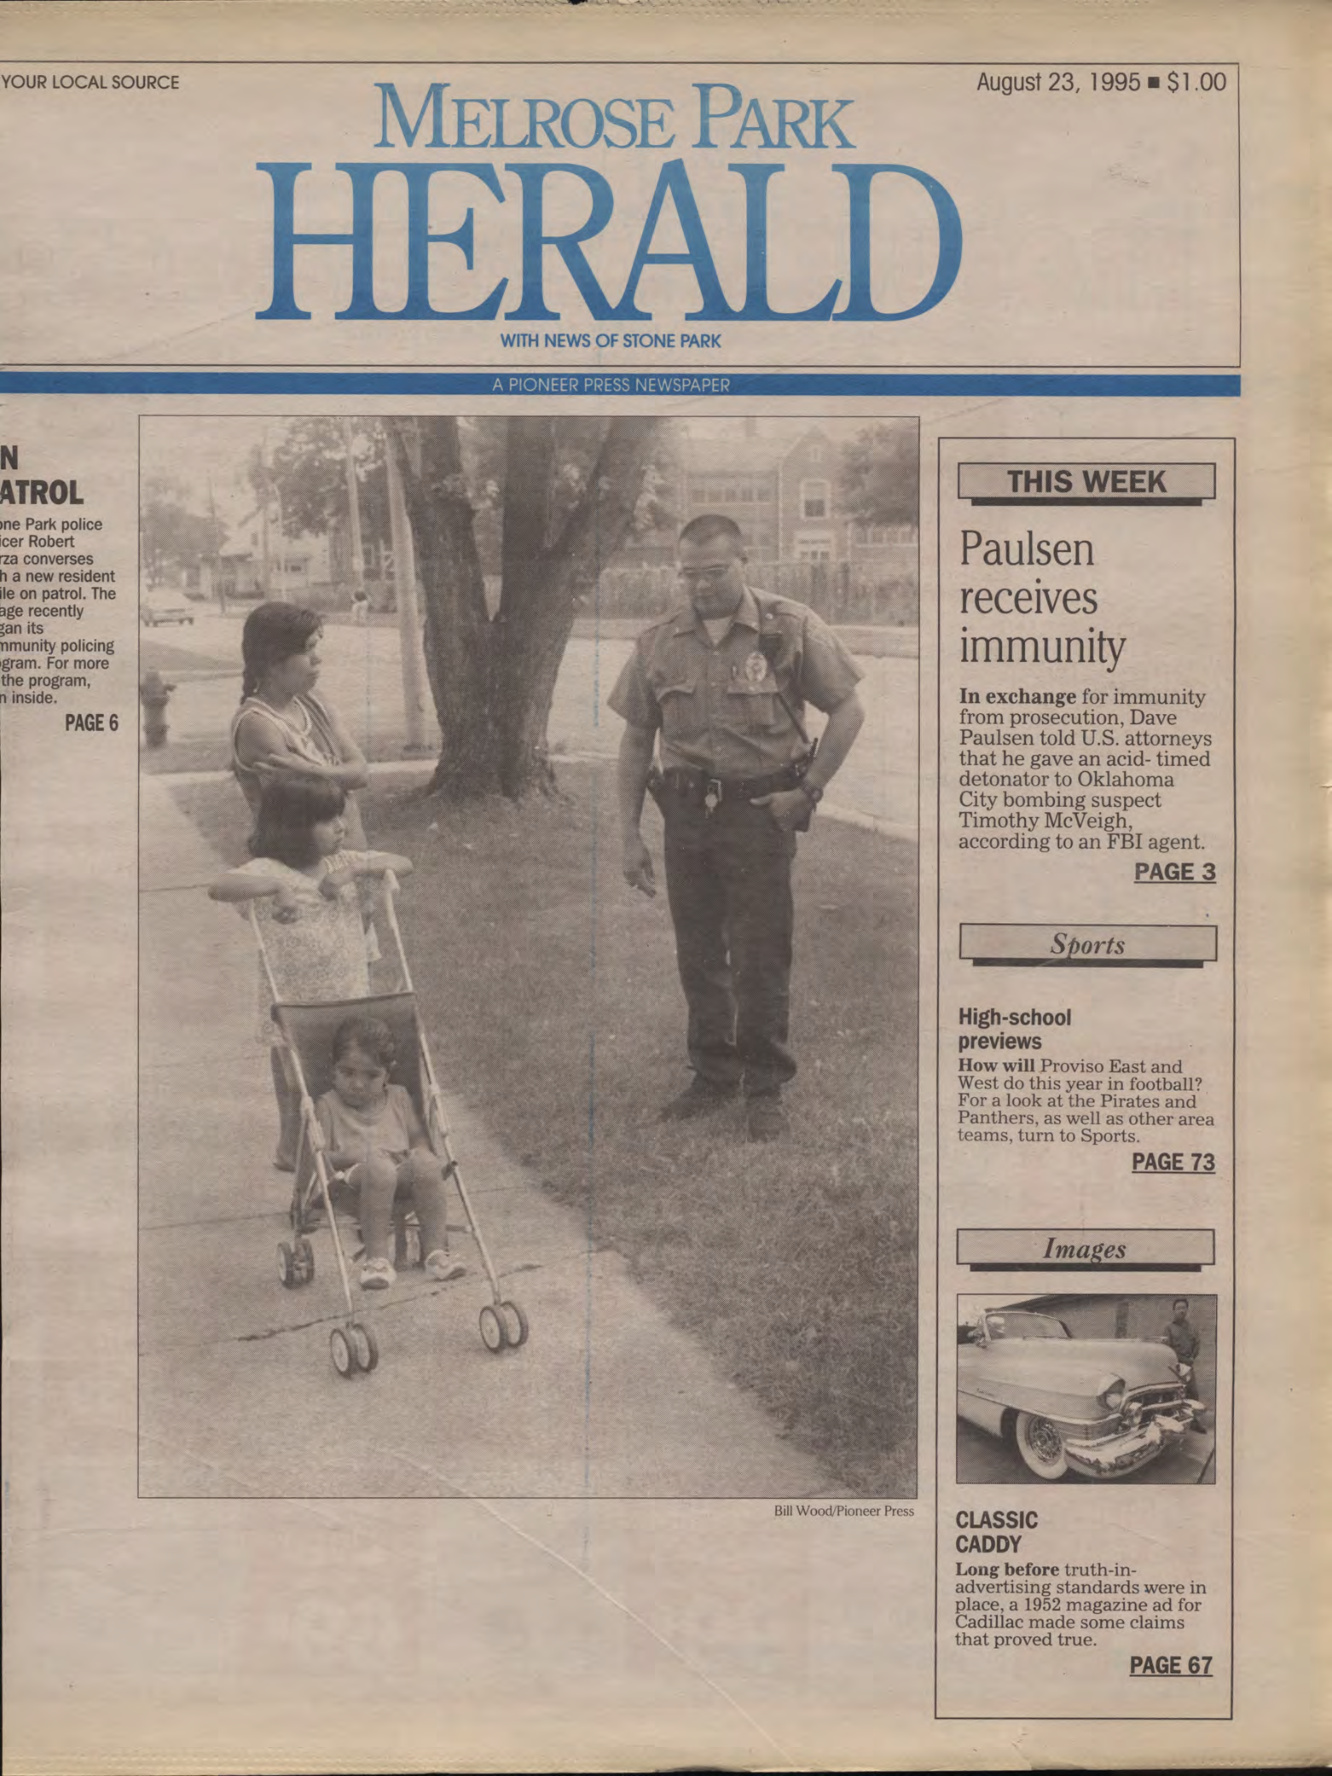 YOUR LOCAL SOURCE
August 23, 1995 ■ $1.00
MELROSE PARK
HERALD
WITH NEWS OF STONE PARK
A PIONEER PRESS NEWSPAPER
N
ATROL
one Park police
icer Robert
rza converses
h a new resident
ile on patrol. The
age recently
gan its
mmunity policing
gram. For more
the program,
n inside.
PAGE 6
Bill Wood/Pioneer Press
THIS WEEK
Paulsen
receives
immunity
In exchange for immunity
from prosecution, Dave
Paulsen told U.S. attorneys
that he gave an acid- timed
detonator to Oklahoma
City bombing suspect
Timothy McVeigh,
according to an FBI agent.
PAGE 3
Sports
High-school
previews
How will Proviso East and
West do this year in football?
For a look at the Pirates and
Panthers, as well as other area
teams, turn to Sports.
PAGE 73
Images
CLASSIC
CADDY
Long before truth-in-
advertising standards were in
place, a 1952 magazine ad for
Cadillac made some claims
that proved true.
PAGE 67